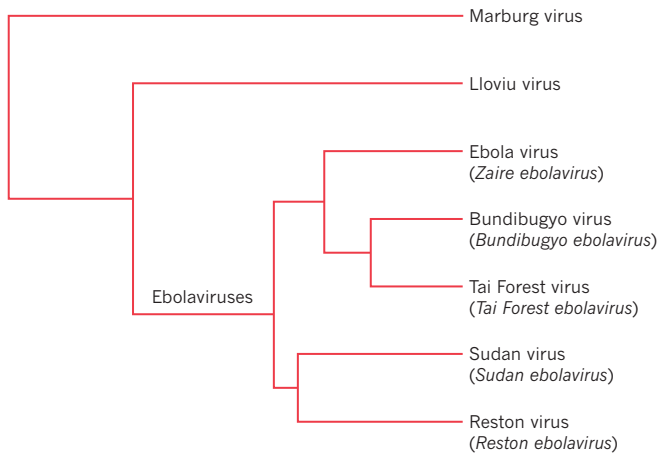 Marburg virus
Lloviu virus
Ebola virus
(Zaire ebolavirus)
Bundibugyo virus
(Bundibugyo ebolavirus)
Tai Forest virus
(Tai Forest ebolavirus)
Ebolaviruses
Sudan virus
(Sudan ebolavirus)
Reston virus
(Reston ebolavirus)